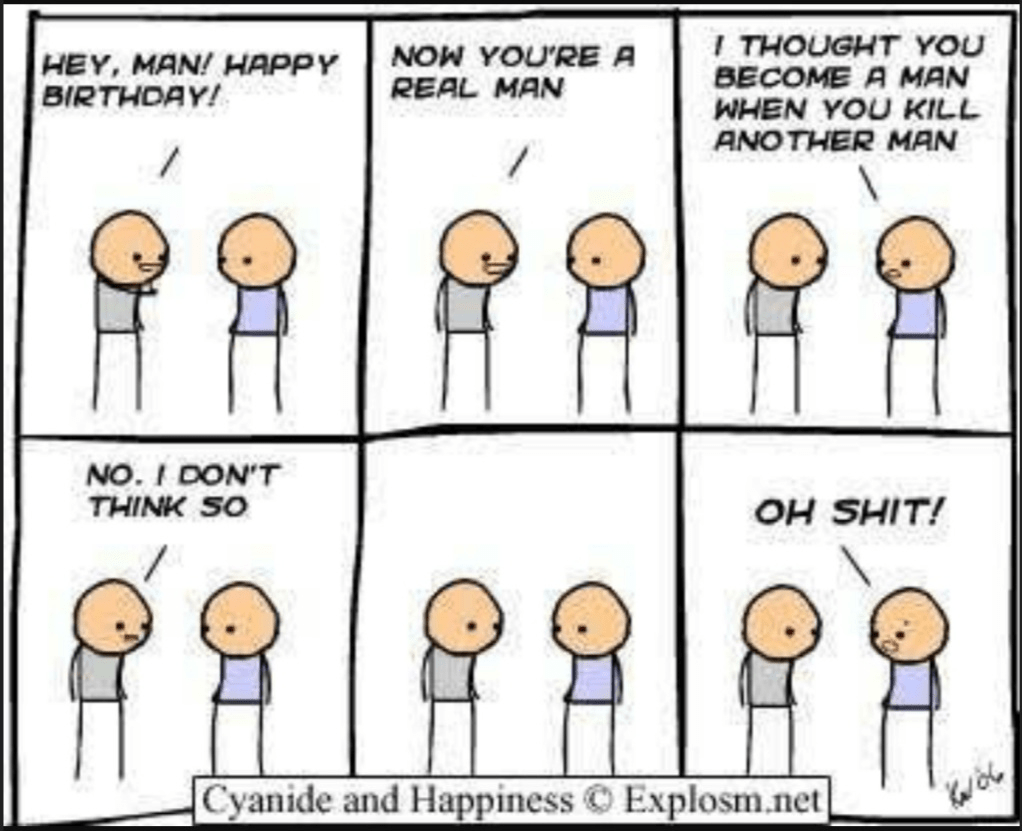 HEY, MAN! HAPPY
BIRTHDAY!
NOW YOU'RE A
REAL MAN
I THOUGHT YOU
BECOME A MAN
WHEN YOU KILL
ANOTHER MAN
NO. I DON'T
THINK SO
OH SHIT!
Cyanide and Happiness © Explosm.net